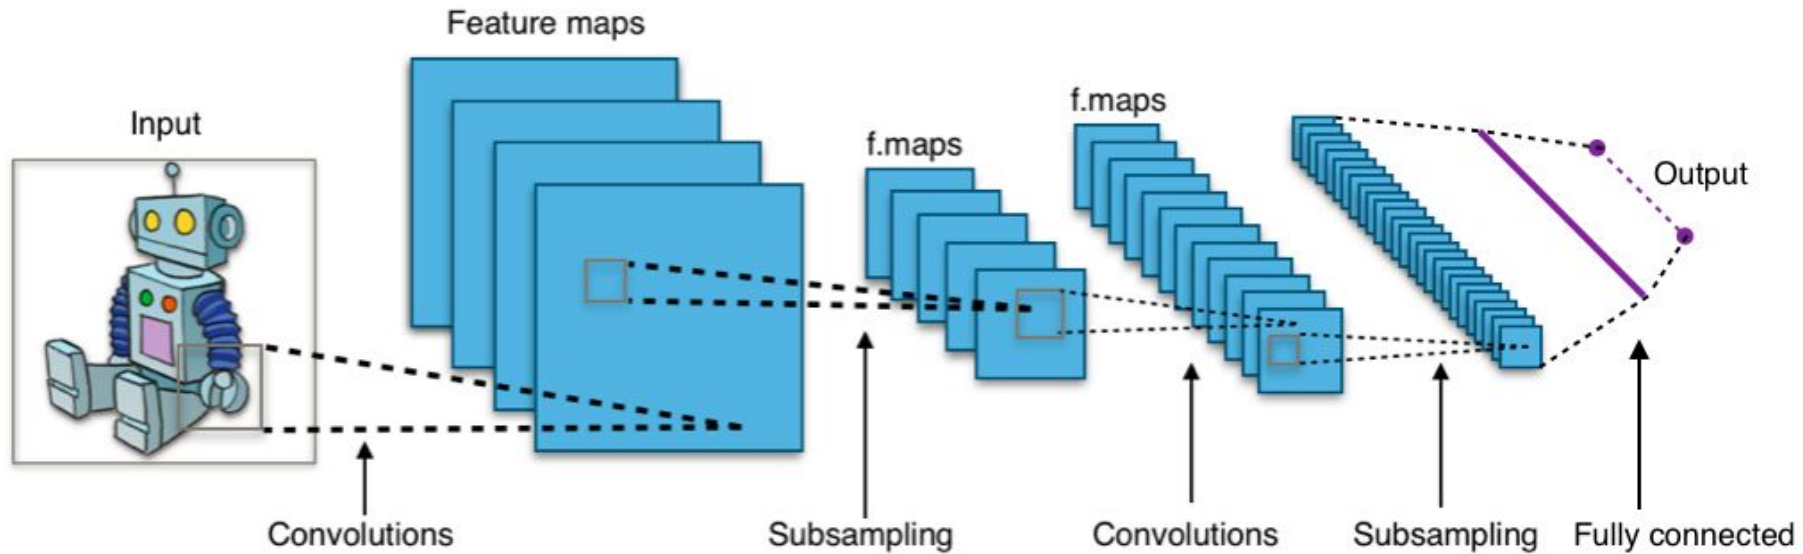 Feature maps
f.maps
Input
f.maps
Output
Convolutions
Subsampling
Convolutions
Subsampling
Fully connected